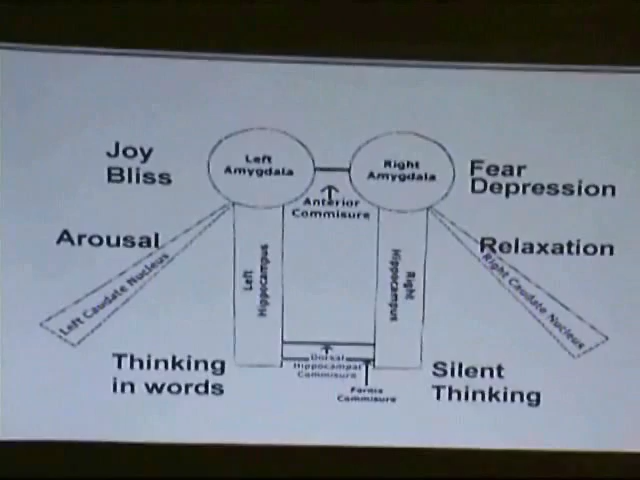 Joy
Bliss
Left
Amygdala
Right
Amygdala
Fear
Depression
Anterior
Commisure
Arousal
Relaxation
Left Caudate Nucleus
Left
Hippocampus
Right
Hippocampus
Right Caudate Nucleus
Dorsal
Hippocampal
Commisure
Thinking
in words
Silent
Thinking
Commisure